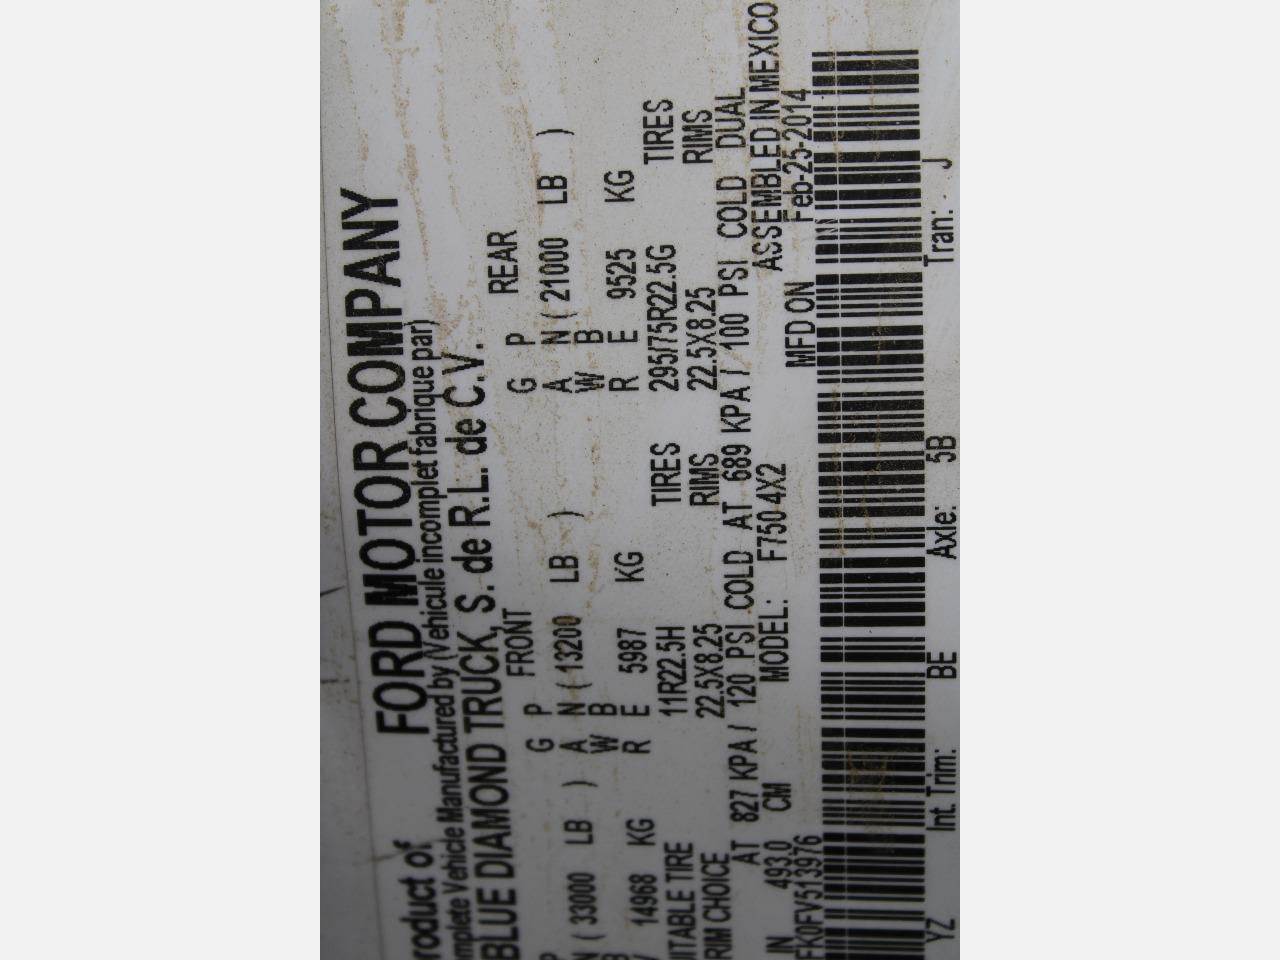 roduct of FORD MOTOR COMPANY
mplete Vehicle Manufactured by (Vehicule incomplet fabrique par)
BLUE DIAMOND TRUCK, S. de R.L. de C.V.
FRONT REAR
P G P G P
N ( 33000 LB ) A N ( 13200 LB ) A N ( 21000 LB )
W B W B
14968 KG R E 5987 KG R E 9525 KG
ITABLE TIRE 11R22.5H TIRES 295/75R22.5G TIRES
RIM CHOICE 22.5X8.25 RIMS 22.5X8.25 RIMS
AT 827 KPA / 120 PSI COLD AT 689 KPA / 100 PSI COLD DUAL
IN 493.0 CM MODEL: F750 4X2 ASSEMBLED IN MEXICO
FK0FV513976 MFD ON Feb-25-2014
YZ Int. Trim: BE Axle: 5B Tran: J